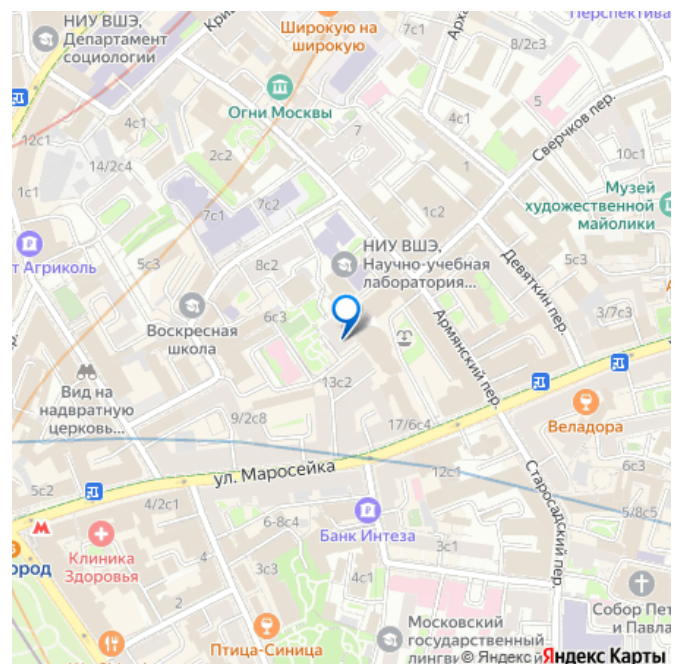 НИУ ВШЭ,
Департамент
социологии
Широкую на
широкую
8/2с3
Огни Москвы
4с1
4с1
7
5
1
Сверчков пер.
14/2с4
2с2
10с1
1с1
7с1
7с2
1с2
Музей
художественной
майолики
т Агриколь
5с3
8с2
НИУ ВШЭ,
Научно-учебная
лаборатория...
Девяткин пер.
5с3
Воскресная
школа
6с3
Армянский пер.
3/7с3
Вид на
надвратную
церковь...
13с2
9/2с8
17/6с4
Веладора
ул. Маросейка
12с1
Старосадский пер.
6с3
5с2
4/2с1
5/8с5
Клиника
Здоровья
6-8с4
Банк Интеза
ород
3с3
3с1
4с1
2
4
Птица-Синица
Московский
государственный
лингви
Собор Пет
и Павла
© Яндекс Яндекс Карты